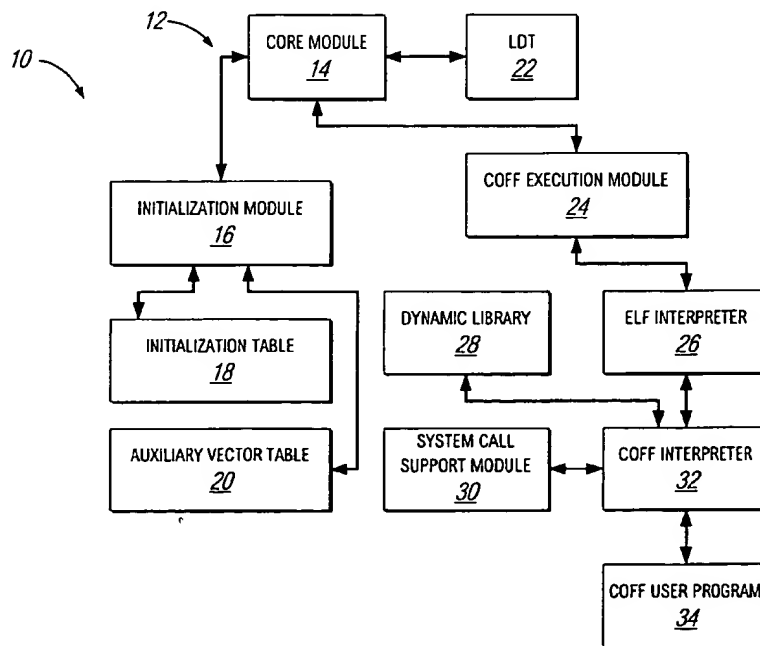 12
10
CORE MODULE
14
LDT
22
COFF EXECUTION MODULE
24
INITIALIZATION MODULE
16
INITIALIZATION TABLE
18
DYNAMIC LIBRARY
28
ELF INTERPRETER
26
AUXILIARY VECTOR TABLE
20
SYSTEM CALL
SUPPORT MODULE
30
COFF INTERPRETER
32
COFF USER PROGRAM
34